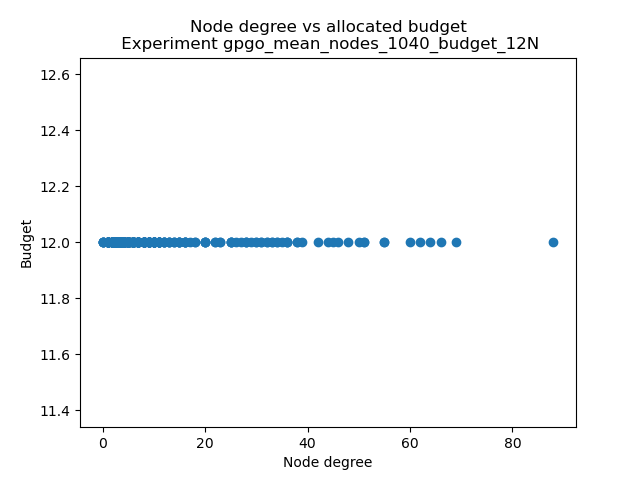 Node degree vs allocated budget
Experiment gpgo_mean_nodes_1040_budget_12N
12.6
12.4
12.2
12.0
11.8
11.6
11.4
Budget
0 20 40 60 80
Node degree